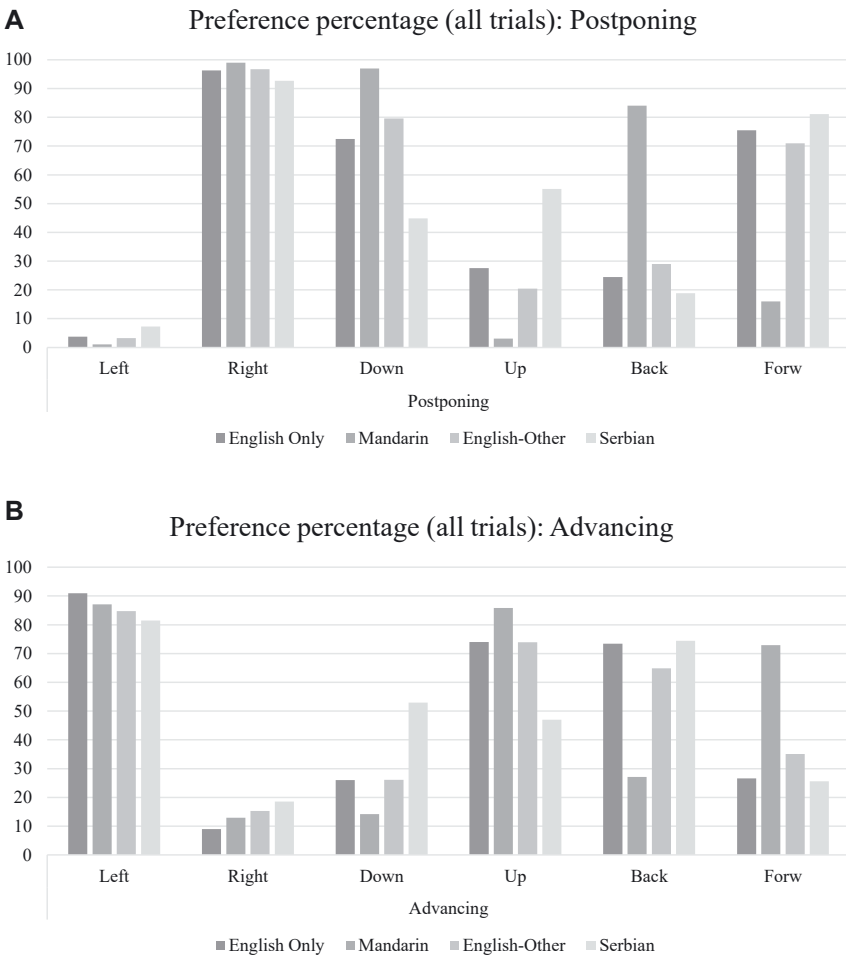 A
Preference percentage (all trials): Postponing
100
90
80
70
60
50
40
30
20
10
0
Left Right Down Up Back Forw
Postponing
English Only Mandarin English-Other Serbian
B
Preference percentage (all trials): Advancing
100
90
80
70
60
50
40
30
20
10
0
Left Right Down Up Back Forw
Advancing
English Only Mandarin English-Other Serbian